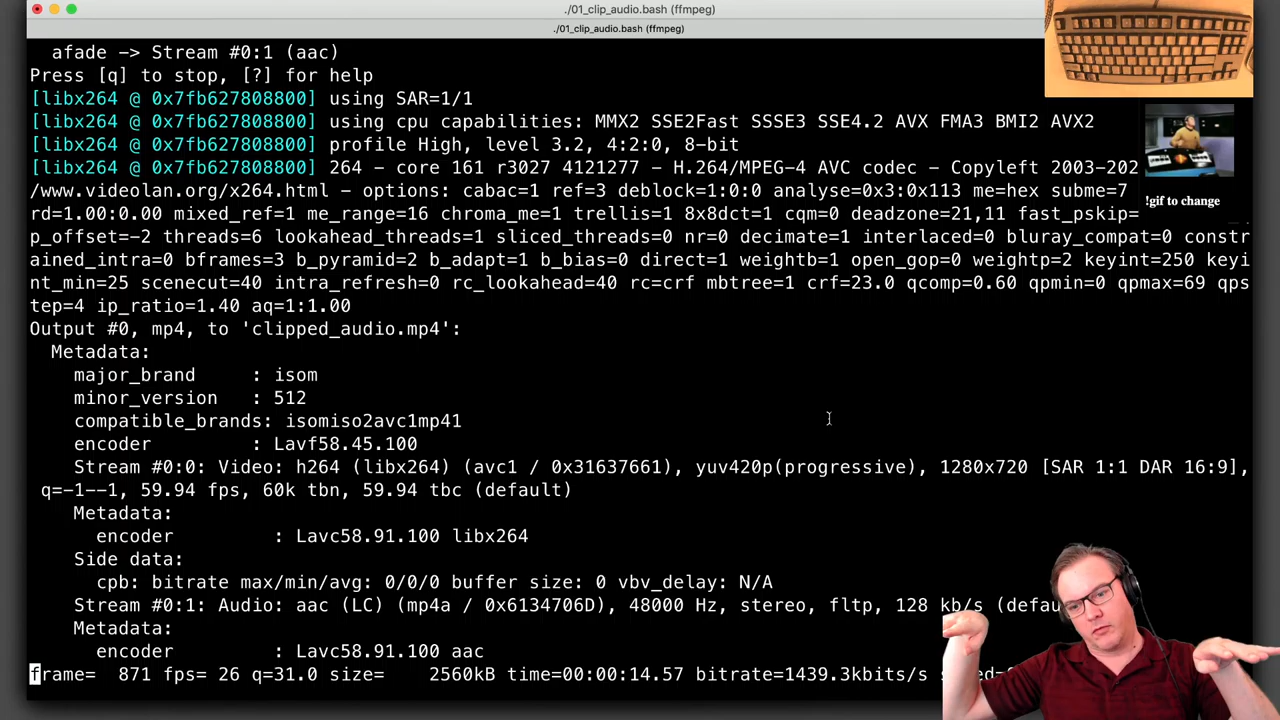 ./01_clip_audio.bash (ffmpeg)
./01_clip_audio.bash (ffmpeg)
afade -> Stream #0:1 (aac)
Press [q] to stop, [?] for help
[libx264 @ 0x7fb627808800] using SAR=1/1
[libx264 @ 0x7fb627808800] using cpu capabilities: MMX2 SSE2Fast SSSE3 SSE4.2 AVX FMA3 BMI2 AVX2
[libx264 @ 0x7fb627808800] profile High, level 3.2, 4:2:0, 8-bit
[libx264 @ 0x7fb627808800] 264 - core 161 r3027 4121277 - H.264/MPEG-4 AVC codec - Copyleft 2003-202
/www.videolan.org/x264.html - options: cabac=1 ref=3 deblock=1:0:0 analyse=0x3:0x113 me=hex subme=7
!gif to change
rd=1.00:0.00 mixed_ref=1 me_range=16 chroma_me=1 trellis=1 8x8dct=1 cqm=0 deadzone=21,11 fast_pskip=
p_offset=-2 threads=6 lookahead_threads=1 sliced_threads=0 nr=0 decimate=1 interlaced=0 bluray_compat=0 constr
ained_intra=0 bframes=3 b_pyramid=2 b_adapt=1 b_bias=0 direct=1 weightb=1 open_gop=0 weightp=2 keyint=250 keyi
nt_min=25 scenecut=40 intra_refresh=0 rc_lookahead=40 rc=crf mbtree=1 crf=23.0 qcomp=0.60 qpmin=0 qpmax=69 qps
tep=4 ip_ratio=1.40 aq=1:1.00
Output #0, mp4, to 'clipped_audio.mp4':
Metadata:
major_brand : isom
minor_version : 512
compatible_brands: isomiso2avc1mp41
encoder : Lavf58.45.100
Stream #0:0: Video: h264 (libx264) (avc1 / 0x31637661), yuv420p(progressive), 1280x720 [SAR 1:1 DAR 16:9],
q=-1--1, 59.94 fps, 60k tbn, 59.94 tbc (default)
Metadata:
encoder : Lavc58.91.100 libx264
Side data:
cpb: bitrate max/min/avg: 0/0/0 buffer size: 0 vbv_delay: N/A
Stream #0:1: Audio: aac (LC) (mp4a / 0x6134706D), 48000 Hz, stereo, fltp, 128 kb/s (defau
Metadata:
encoder : Lavc58.91.100 aac
frame= 871 fps= 26 q=31.0 size= 2560kB time=00:00:14.57 bitrate=1439.3kbits/s